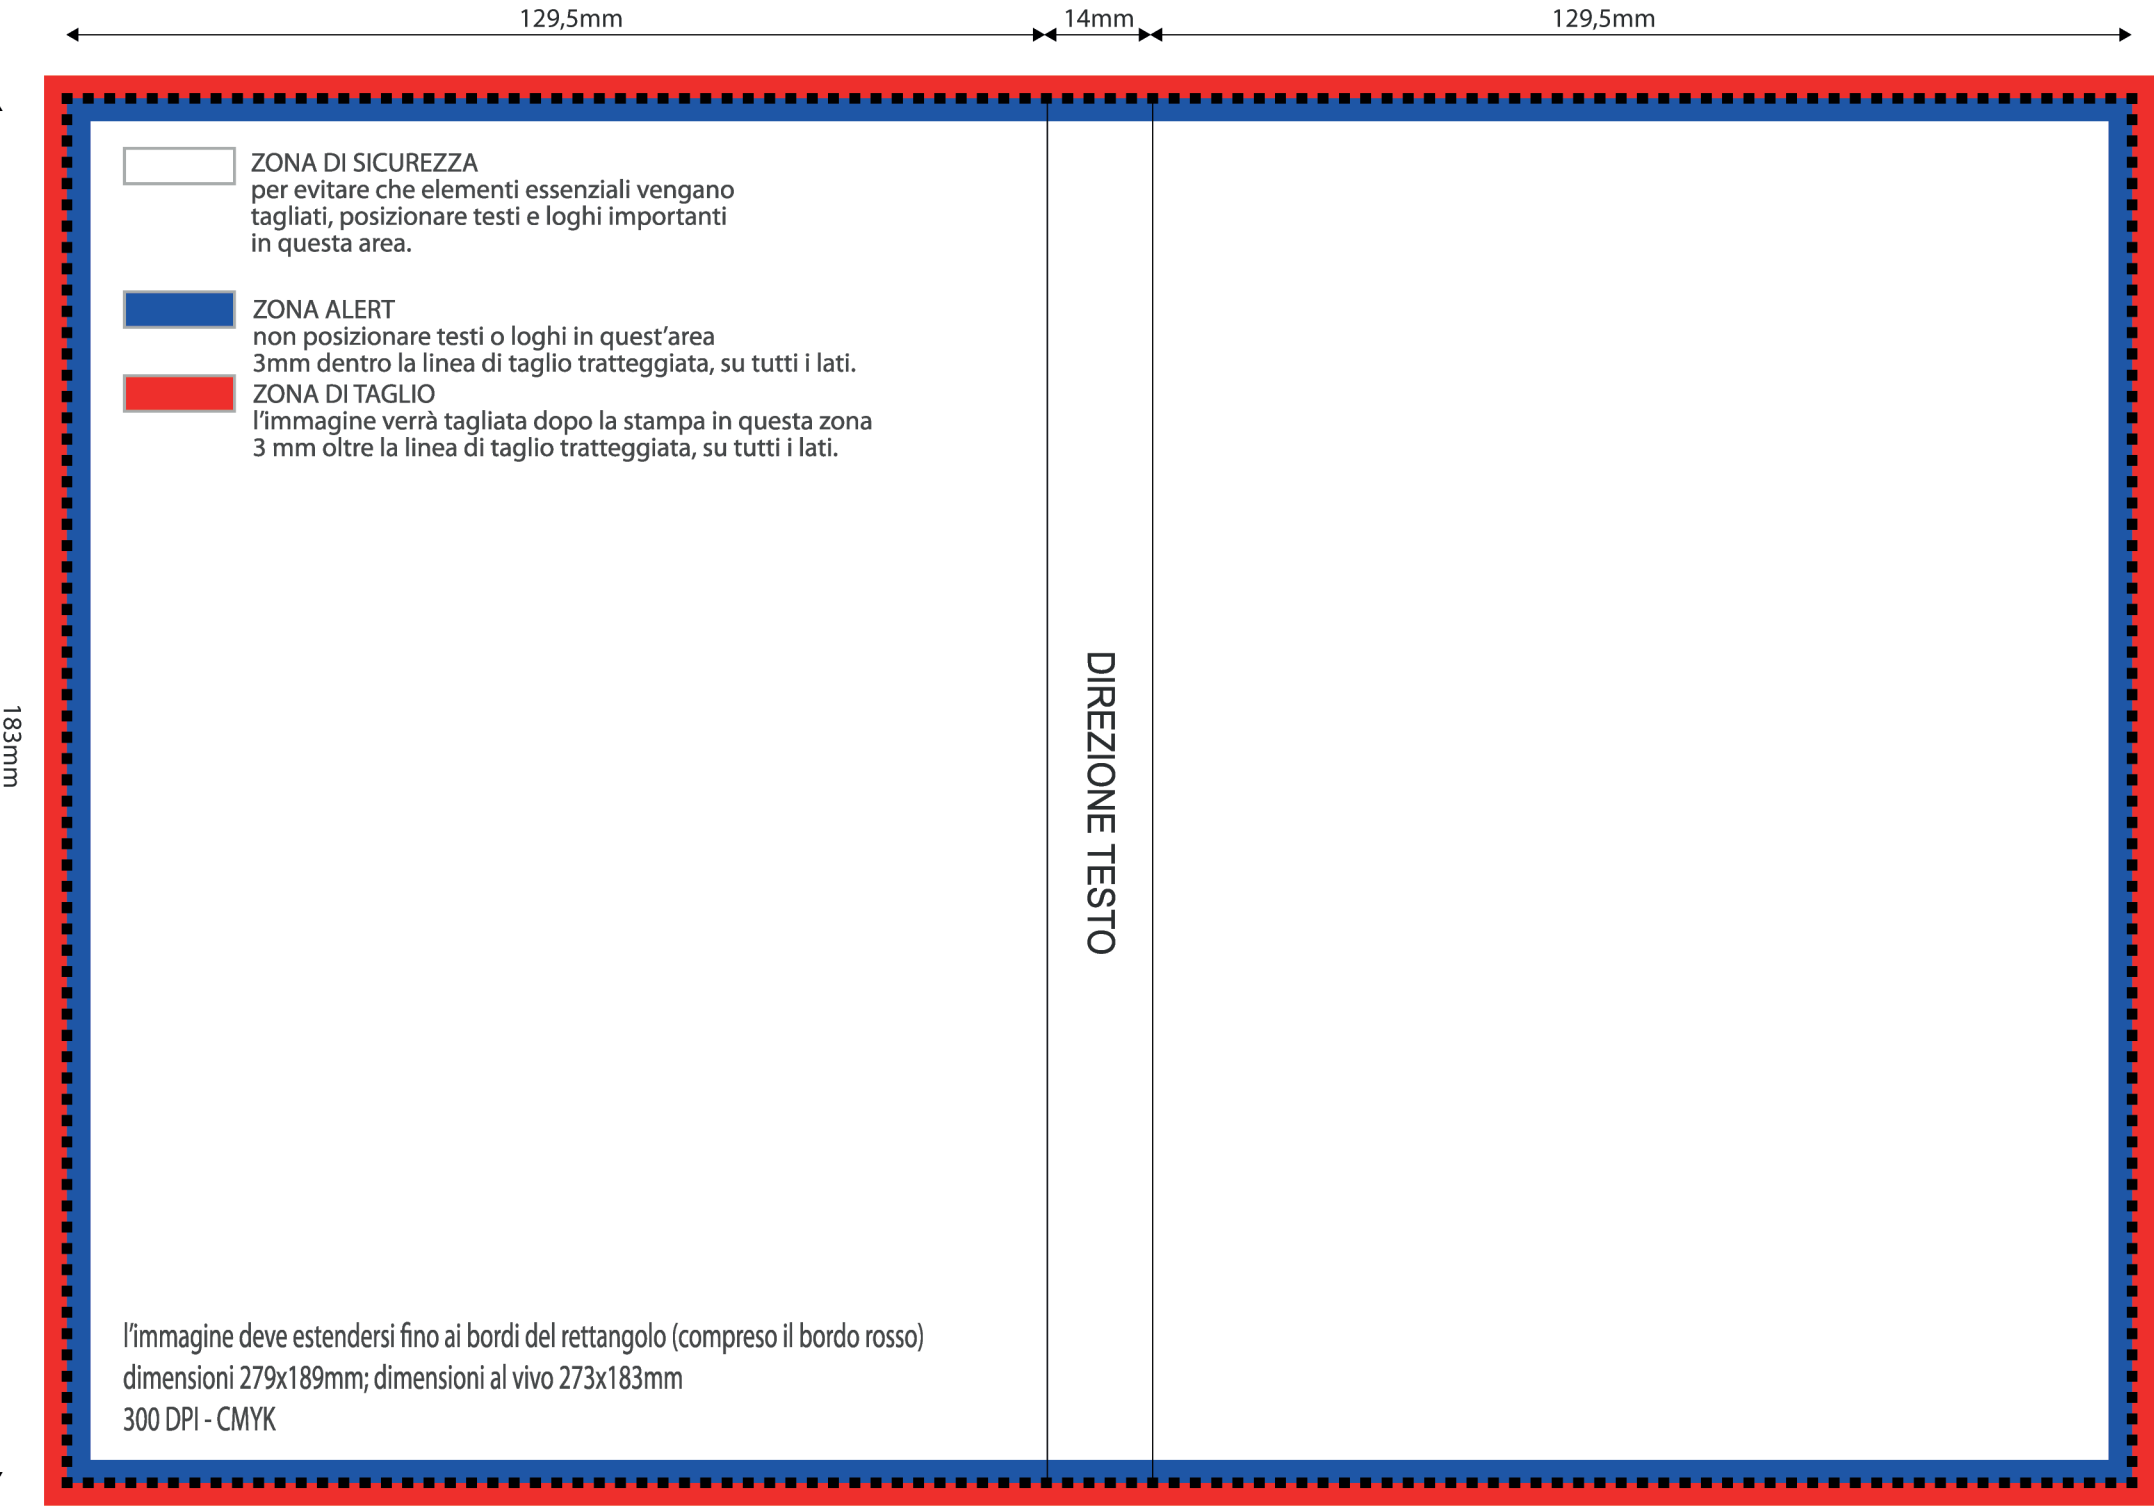 129,5mm
14mm
129,5mm
ZONA DI SICUREZZA
per evitare che elementi essenziali vengano
tagliati, posizionare testi e loghi importanti
in questa area.
ZONA ALERT
non posizionare testi o loghi in quest’area
3mm dentro la linea di taglio tratteggiata, su tutti i lati.
ZONA DI TAGLIO
l’immagine verrà tagliata dopo la stampa in questa zona
3 mm oltre la linea di taglio tratteggiata, su tutti i lati.
183mm
DIREZIONE TESTO
l’immagine deve estendersi fino ai bordi del rettangolo (compreso il bordo rosso)
dimensioni 279x189mm; dimensioni al vivo 273x183mm
300 DPI - CMYK